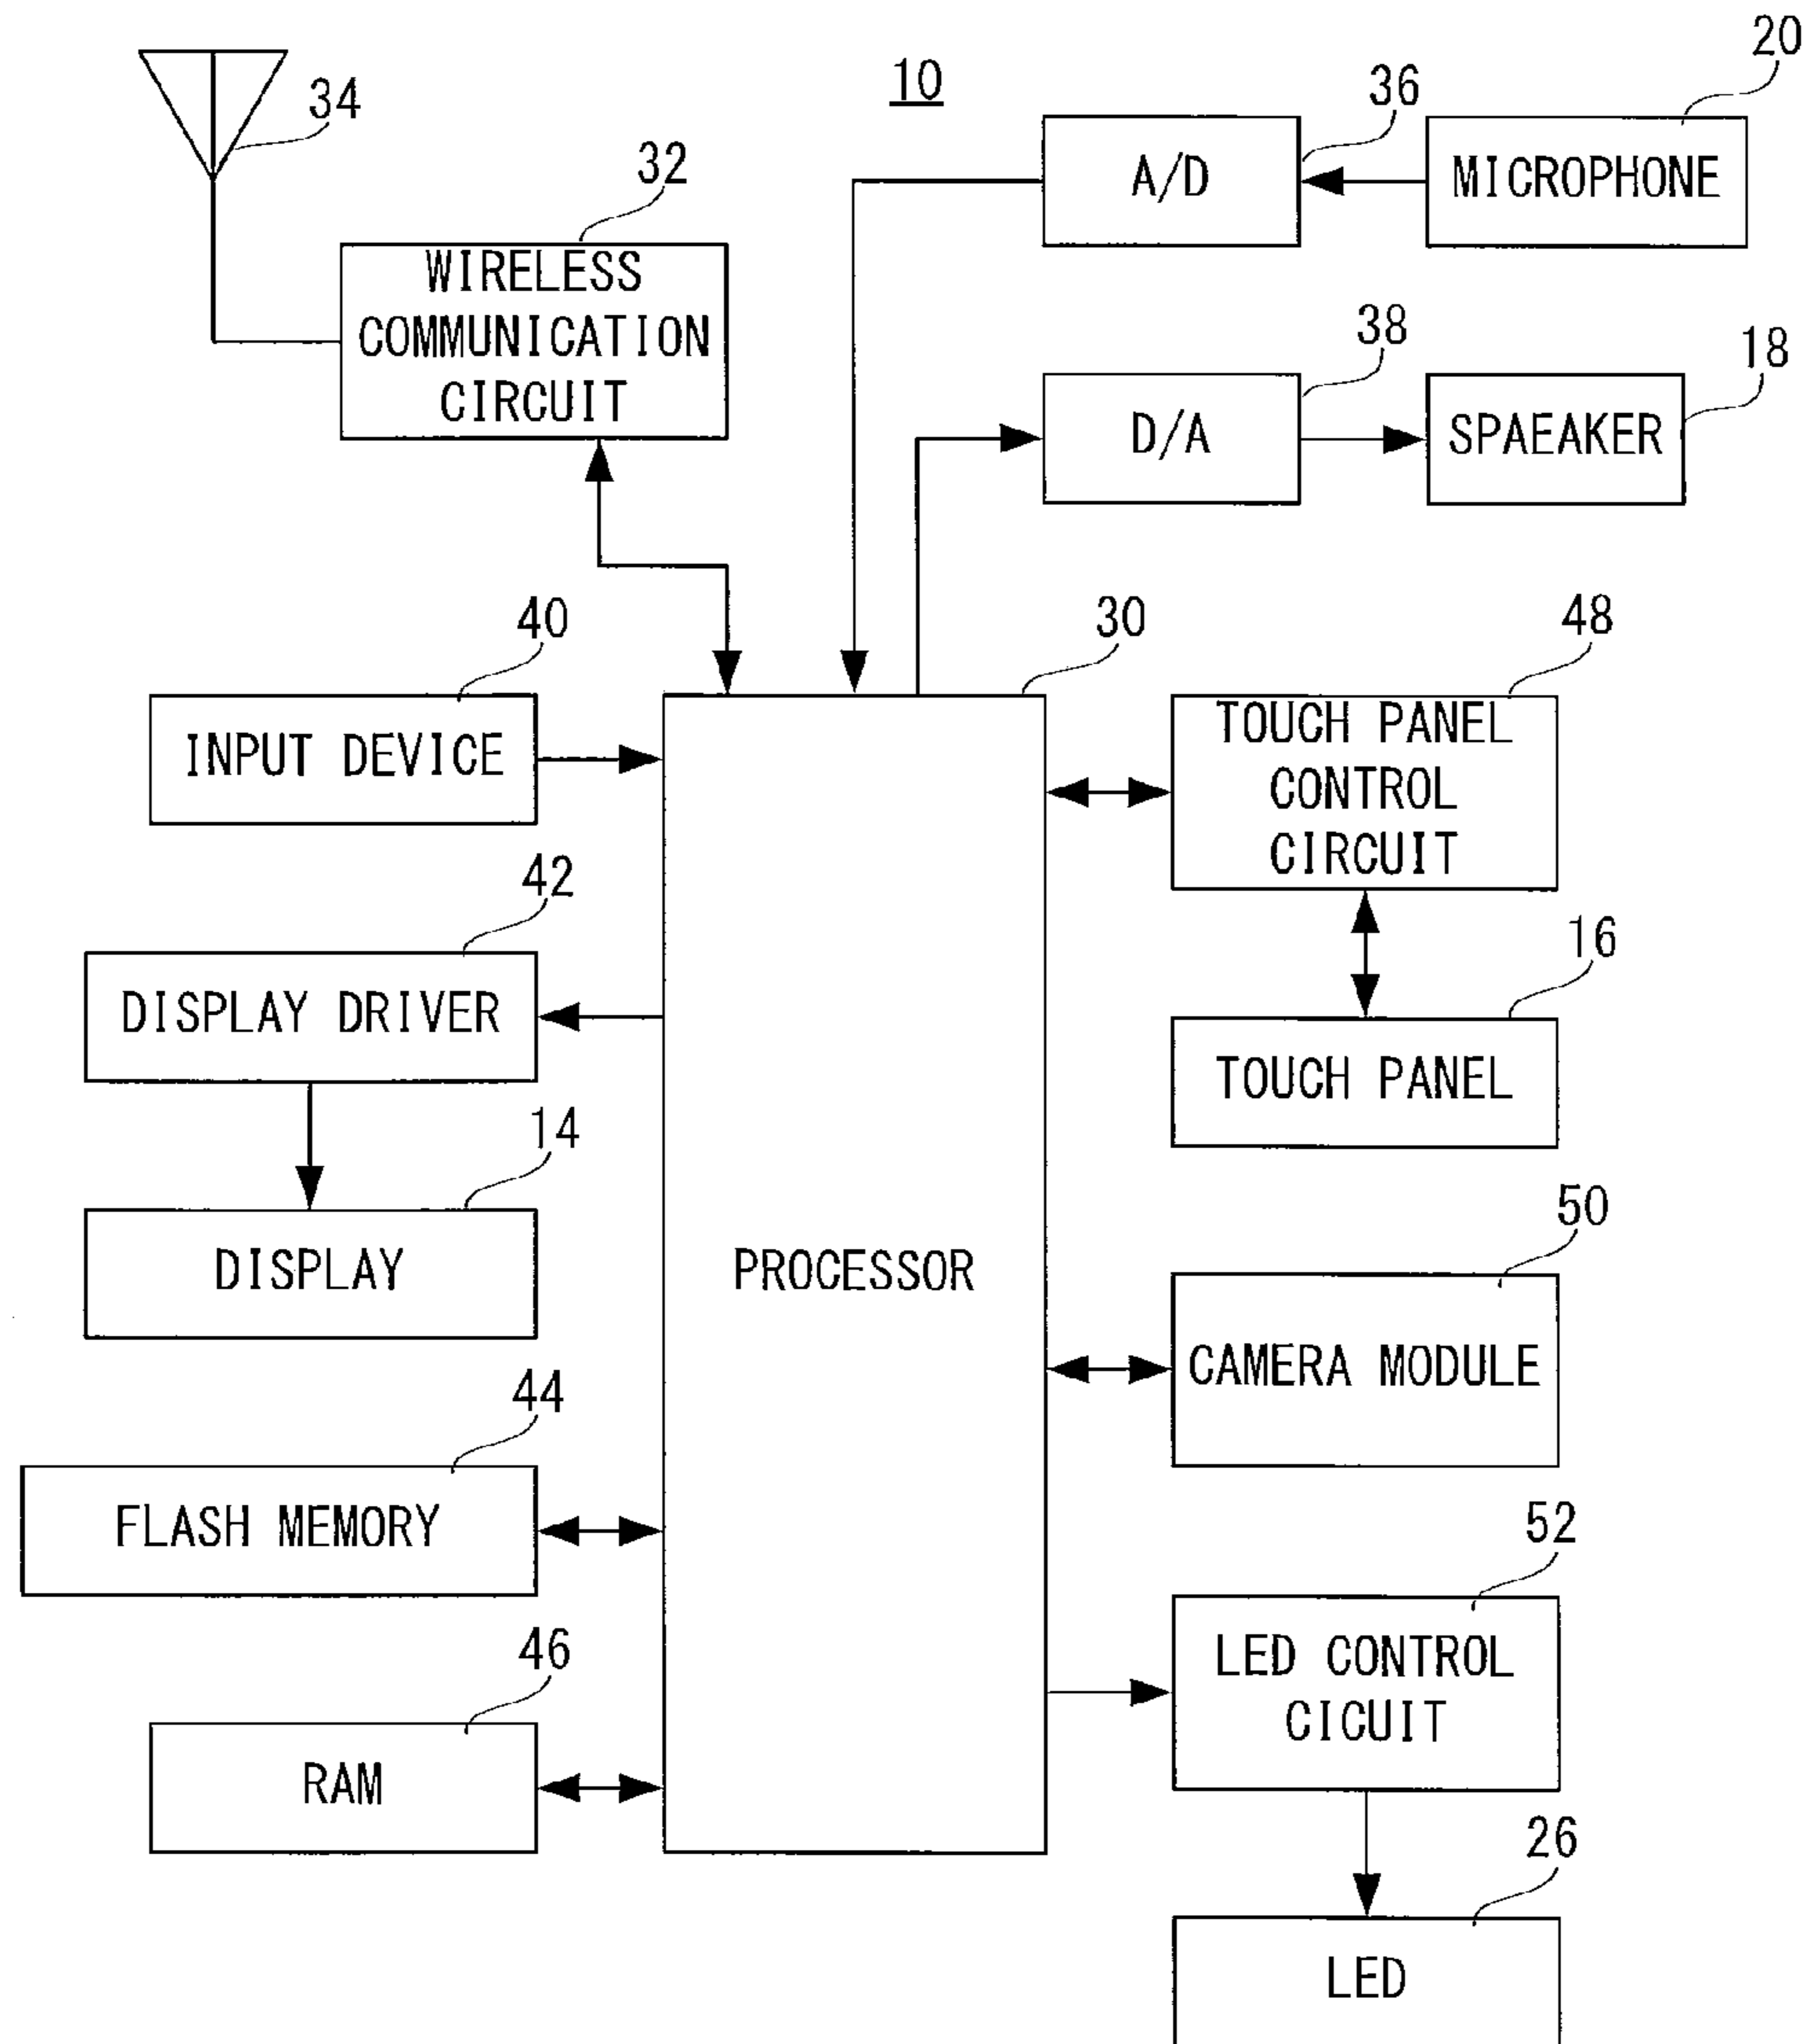 10
34
32
WIRELESS
COMMUNICATION
CIRCUIT
36
A/D
20
MICROPHONE
38
D/A
18
SPAEAKER
40
INPUT DEVICE
30
PROCESSOR
48
TOUCH PANEL
CONTROL
CIRCUIT
42
DISPLAY DRIVER
16
TOUCH PANEL
14
DISPLAY
50
CAMERA MODULE
44
FLASH MEMORY
52
LED CONTROL
CICUIT
46
RAM
26
LED